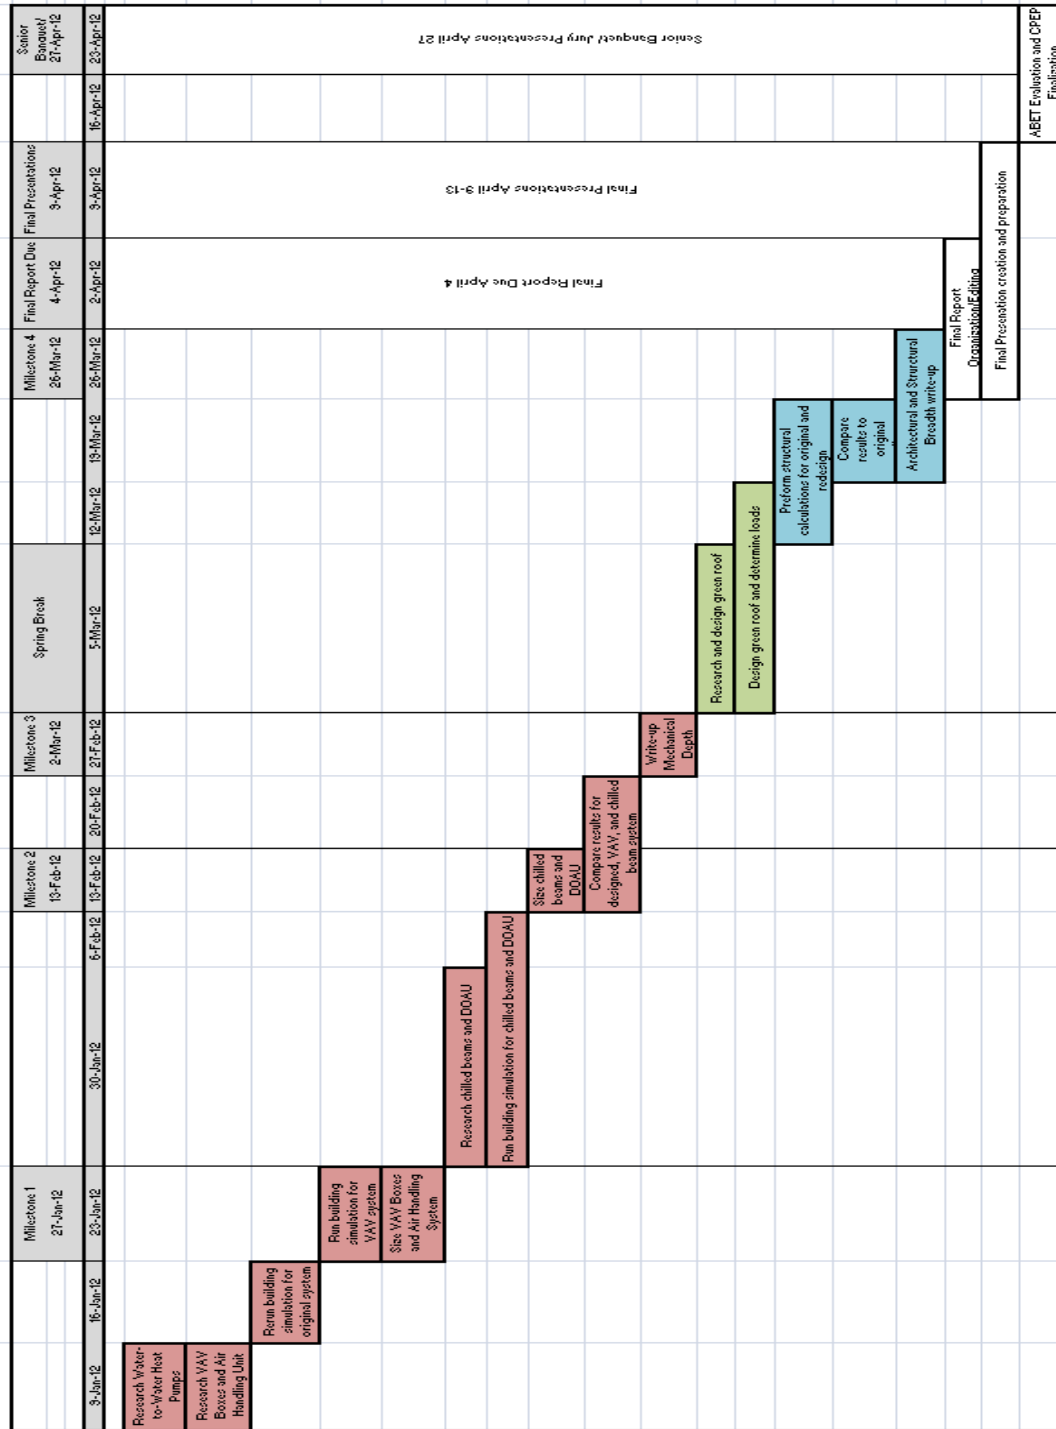 Milestone 1
27-Jan-12
Milestone 2
13-Feb-12
Milestone 3
2-Mar-12
Spring Break
Milestone 4
26-Mar-12
Final Report Due
4-Apr-12
Final Presentations
9-Apr-12
Senior
Banquet/
27-Apr-12
9-Jan-12
16-Jan-12
23-Jan-12
30-Jan-12
6-Feb-12
13-Feb-12
20-Feb-12
27-Feb-12
5-Mar-12
12-Mar-12
19-Mar-12
26-Mar-12
2-Apr-12
9-Apr-12
16-Apr-12
23-Apr-12
Research Water-
to-Water Heat
Pumps
Research VAV
Boxes and Air
Handling Unit
Rerun building
simulation for
original system
Run building
simulation for
VAV system
Size VAV Boxes
and Air Handling
System
Research chilled beams and DOAU
Run building simulation for chilled beams and DOAU
Size chilled
beams and
DOAU
Compare results for
designed, VAV, and chilled
beam system
Write-up
Mechanical
Depth
Research and design green roof
Design green roof and determine loads
Preform structural
calculations for original and
redesign
Compare
results to
original
Architectural and Strurctural
Breadth write-up
Final Report
Organization/Editing
Final Presenation creation and preparation
Final Report Due April 4
Final Presentations April 9-13
Senior Banquet/ Jury Presentations April 27
ABET Evaluation and CPEP
Finalization